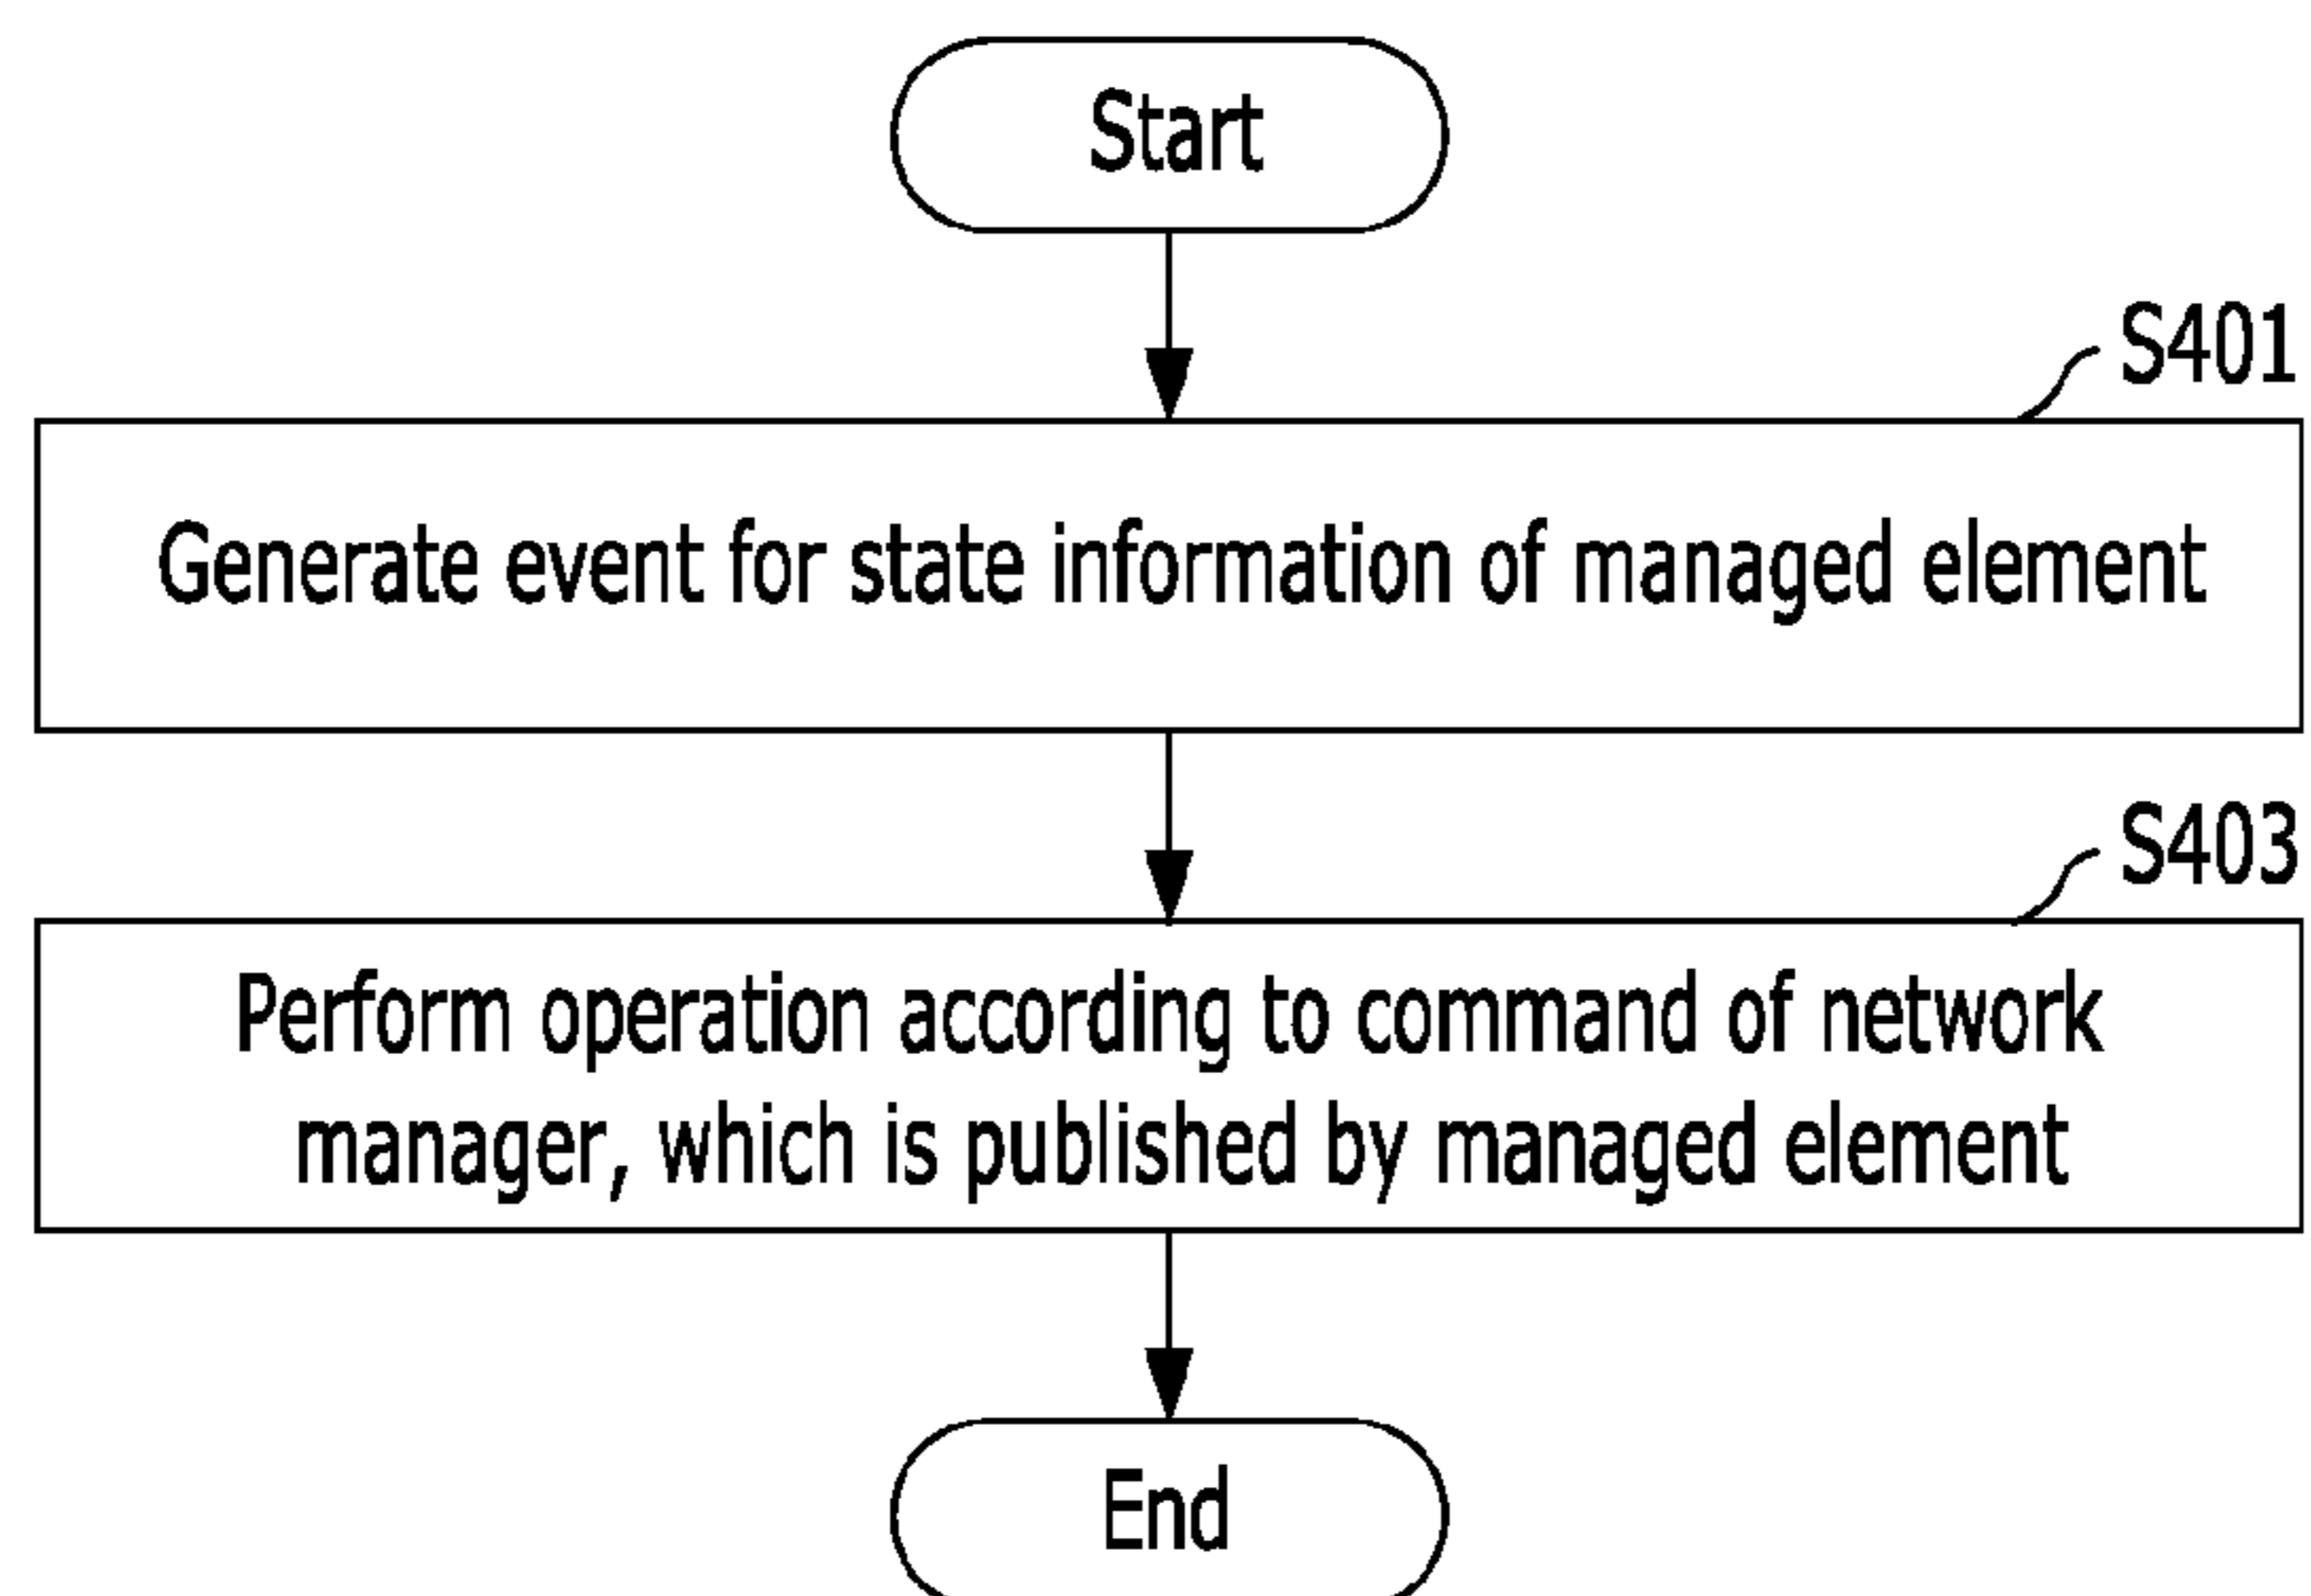 Start
S401
Generate event for state information of managed element
S403
Perform operation according to command of network
manager, which is published by managed element
End